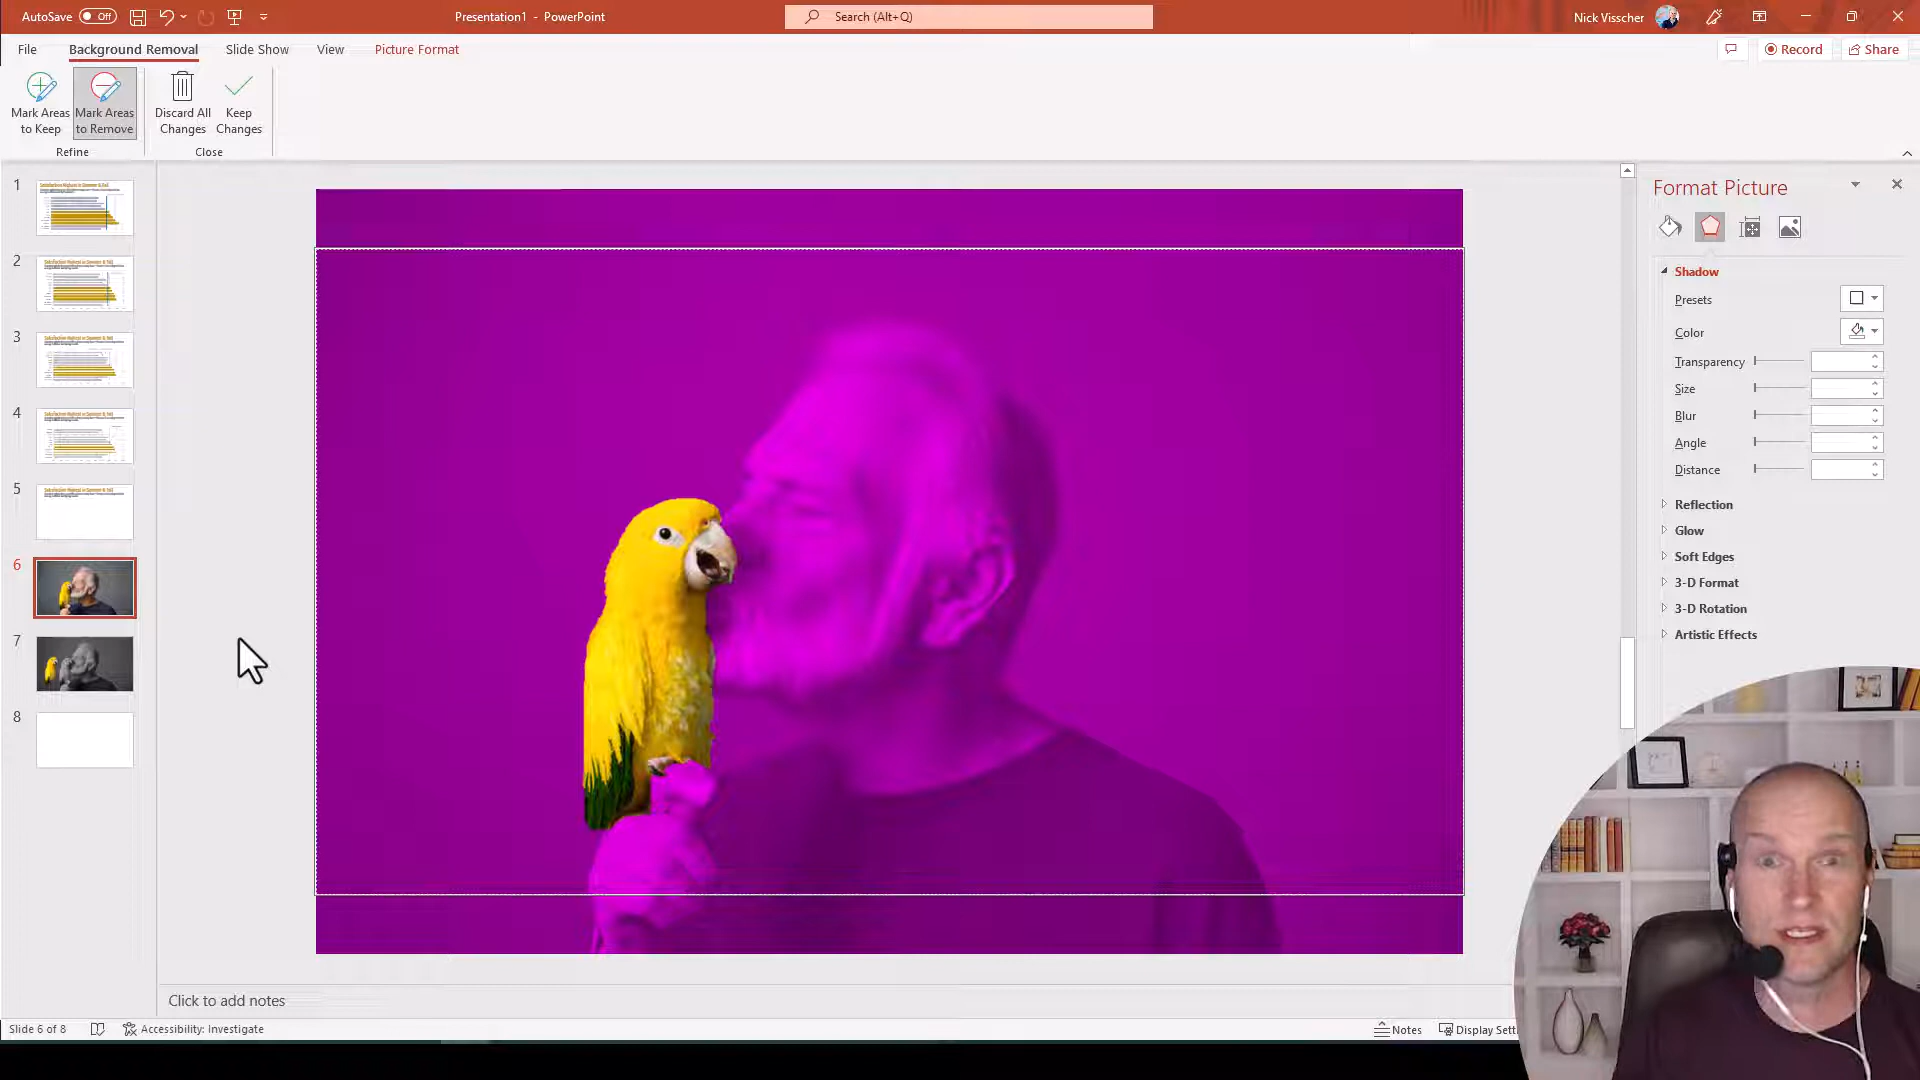 AutoSave Off
Presentation1 - PowerPoint
Search (Alt+Q)
Nick Visscher
File Background Removal Slide Show View Picture Format
Record Share
Mark Areas to Keep
Mark Areas to Remove
Discard All Changes
Keep Changes
Refine
Close
1
2
3
4
5
6
7
8
Format Picture
Shadow
Presets
Color
Transparency
Size
Blur
Angle
Distance
Reflection
Glow
Soft Edges
3-D Format
3-D Rotation
Artistic Effects
Click to add notes
Slide 6 of 8
Accessibility: Investigate
Notes
Display Setti